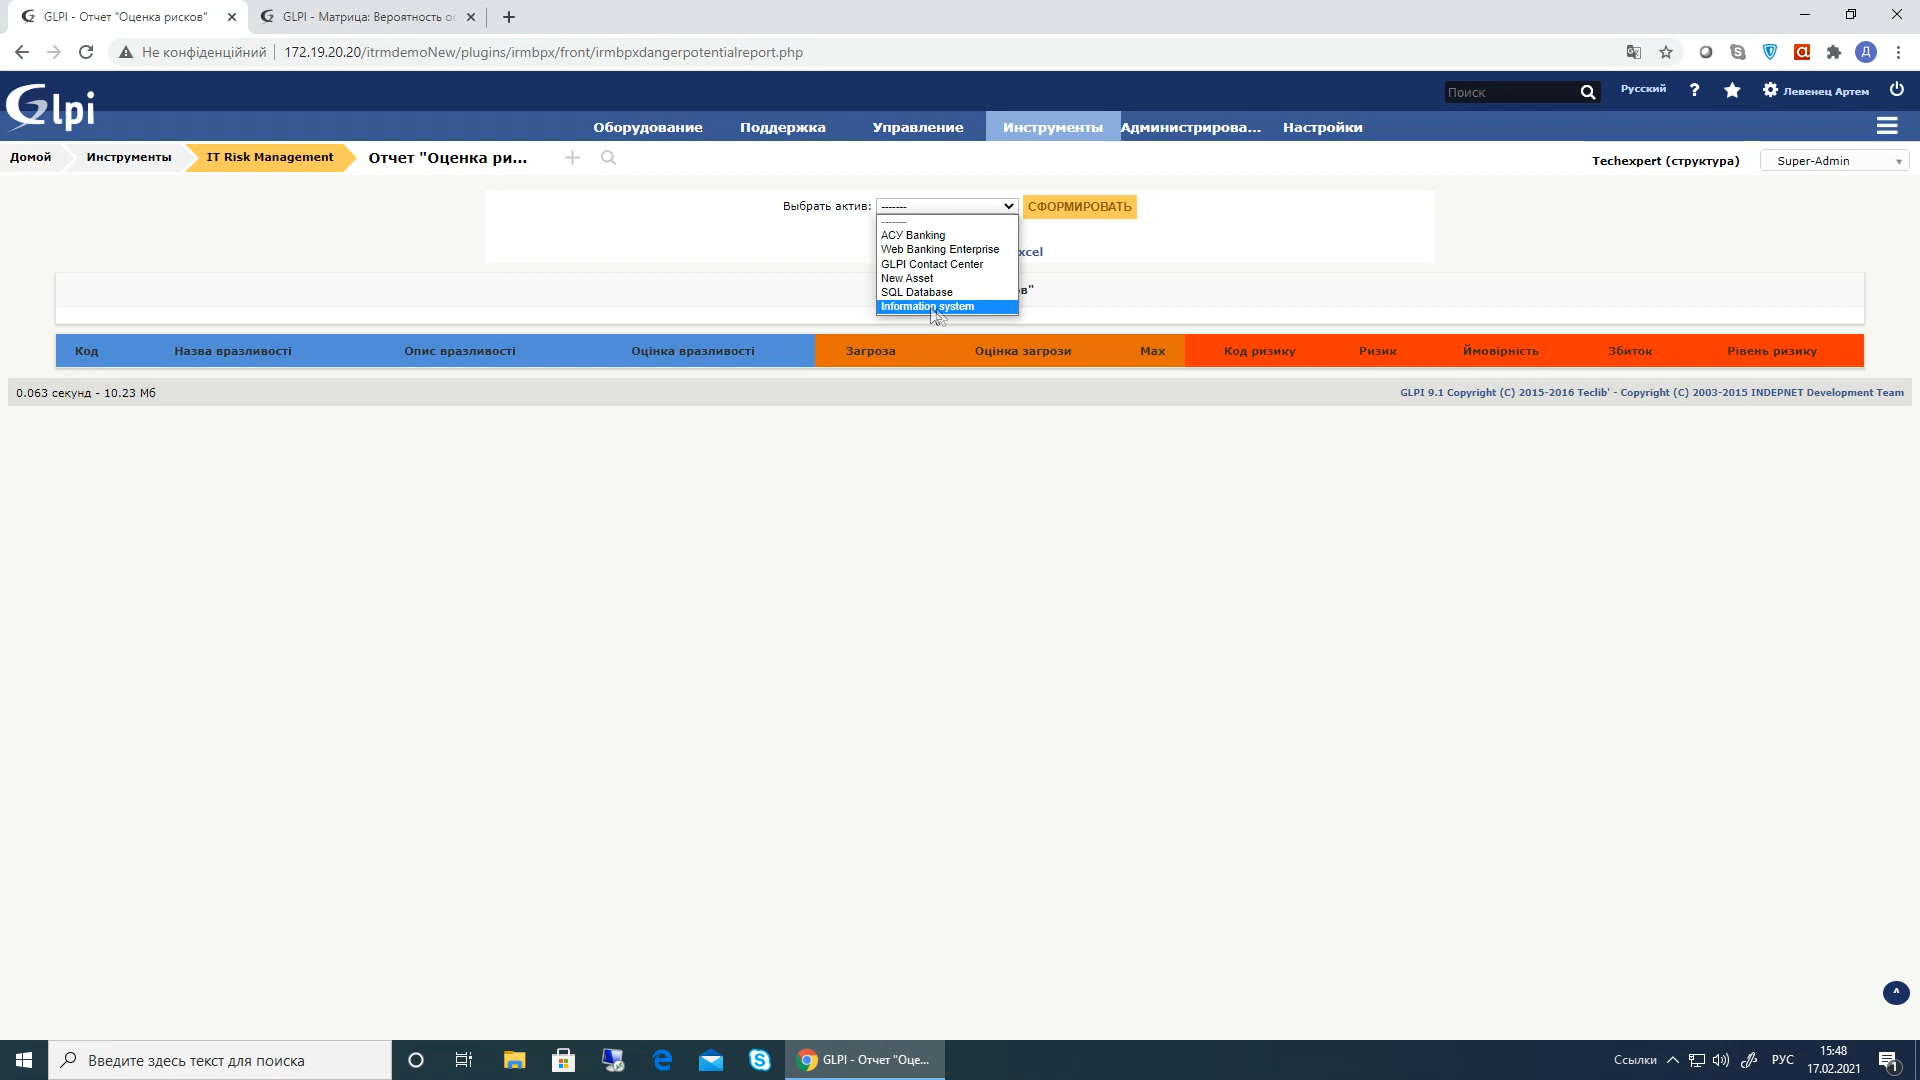 GLPI - Отчет "Оценка рисков"
GLPI - Матрица: Вероятность ос
Не конфіденційний
172.19.20.20/itrmdemoNew/plugins/irmbpx/front/irmbpxdangerpotentialreport.php
Д
Glpi
Поиск
Русский
?
Левенец Артем
Оборудование
Поддержка
Управление
Инструменты
Администрирова...
Настройки
Домой
Инструменты
IT Risk Management
Отчет "Оценка ри...
Techexpert (структура)
Super-Admin
Выбрать актив:
-------
СФОРМИРОВАТЬ
-------
АСУ Banking
Web Banking Enterprise
GLPI Contact Center
New Asset
SQL Database
Information system
xcel
ов"
Код
Назва вразливості
Опис вразливості
Оцінка вразливості
Загроза
Оцінка загрози
Max
Код ризику
Ризик
Ймовірність
Збиток
Рівень ризику
0.063 секунд - 10.23 Мб
GLPI 9.1 Copyright (C) 2015-2016 Teclib' - Copyright (C) 2003-2015 INDEPNET Development Team
Введите здесь текст для поиска
GLPI - Отчет "Оце...
Ссылки
РУС
15:48
17.02.2021
1